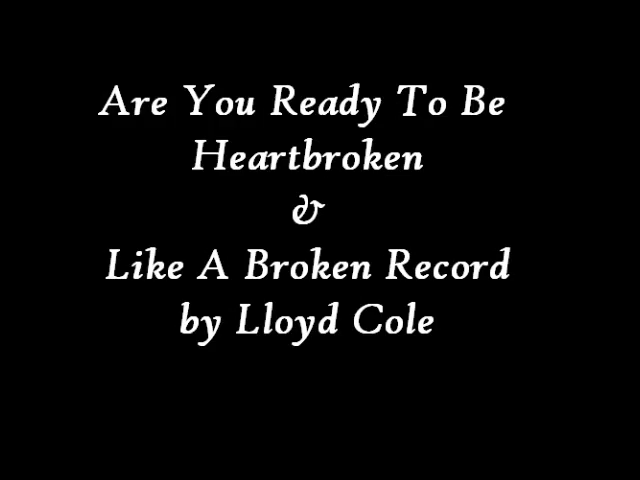 Are You Ready To Be
Heartbroken
&
Like A Broken Record
by Lloyd Cole